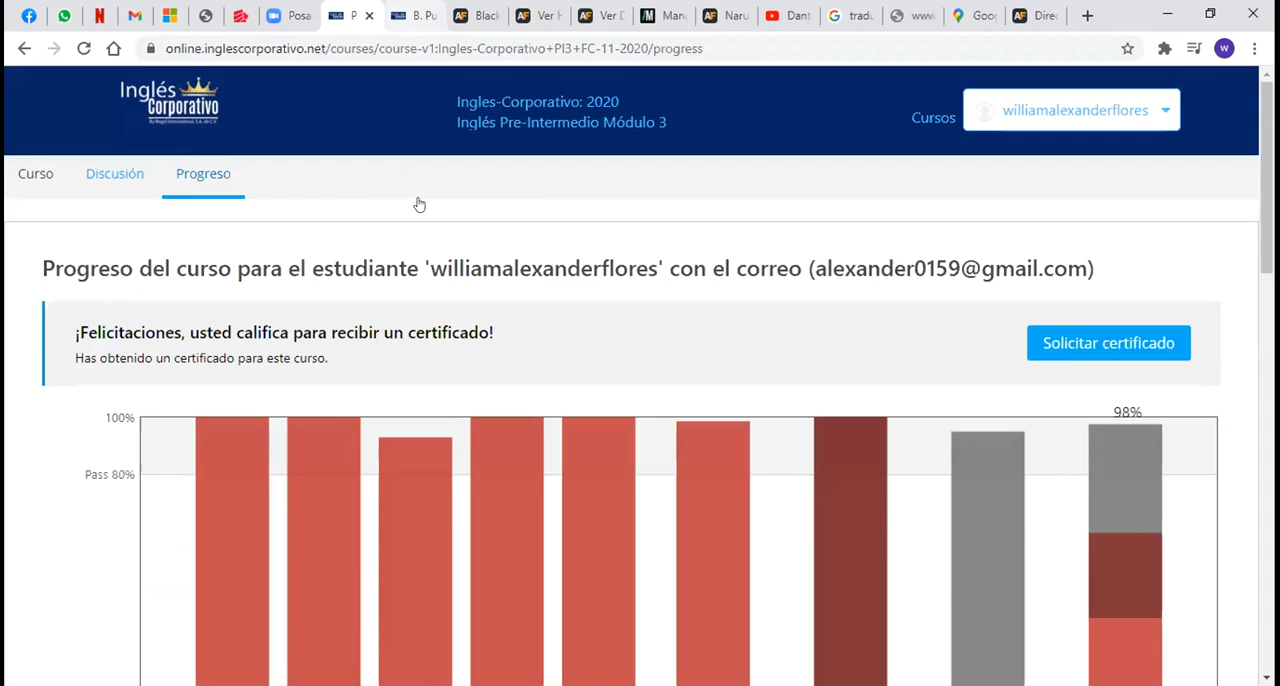 Posa
P
B. Pu
Blac
Ver H
Ver D
Man
Naru
Dant
tradu
www
Goo
Dire
online.inglescorporativo.net/courses/course-v1:Ingles-Corporativo+PI3+FC-11-2020/progress
W
Inglés
Corporativo
Ingles-Corporativo: 2020
Inglés Pre-Intermedio Módulo 3
Cursos
williamalexanderflores
Curso
Discusión
Progreso
Progreso del curso para el estudiante 'williamalexanderflores' con el correo (alexander0159@gmail.com)
¡Felicitaciones, usted califica para recibir un certificado!
Has obtenido un certificado para este curso.
Solicitar certificado
98%
100%
Pass 80%